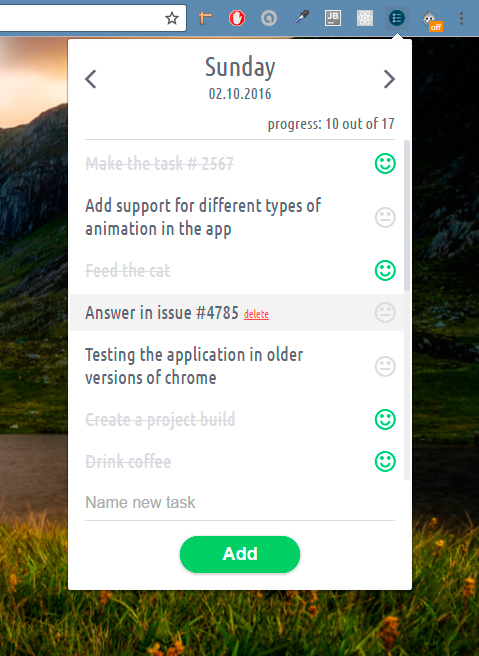 JB
off
Sunday
02.10.2016
progress: 10 out of 17
Make the task # 2567
Add support for different types of
animation in the app
Feed the cat
Answer in issue #4785 delete
Testing the application in older
versions of chrome
Create a project build
Drink coffee
Name new task
Add